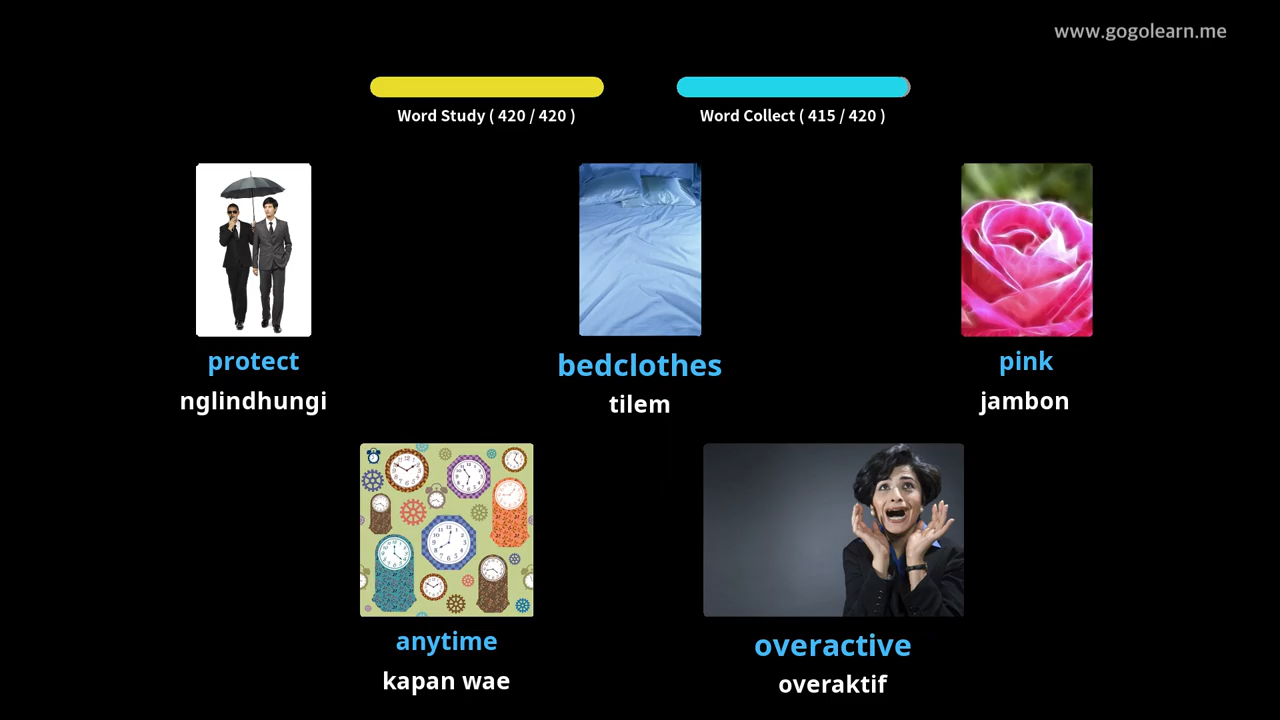 www.gogolearn.me
Word Study ( 420 / 420 )
Word Collect ( 415 / 420 )
protect
nglindhungi
bedclothes
tilem
pink
jambon
anytime
kapan wae
overactive
overaktif